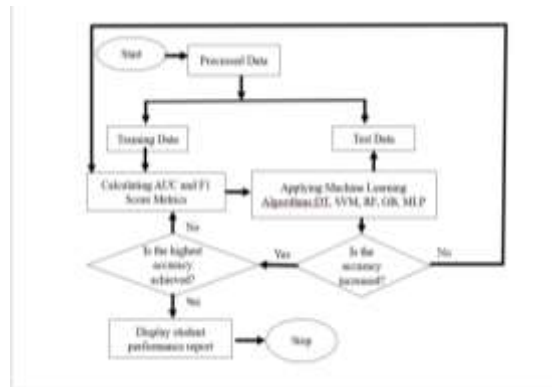 Start
Processed Data
Training Data
Test Data
Calculating AUC and F1
Score Metrics
Applying Machine Learning
Algorithms DT, SVM, RF, GB, MLP
No
Is the highest
accuracy
achieved?
Yes
Is the
accuracy
increased?
No
Yes
Display student
performance report
Stop